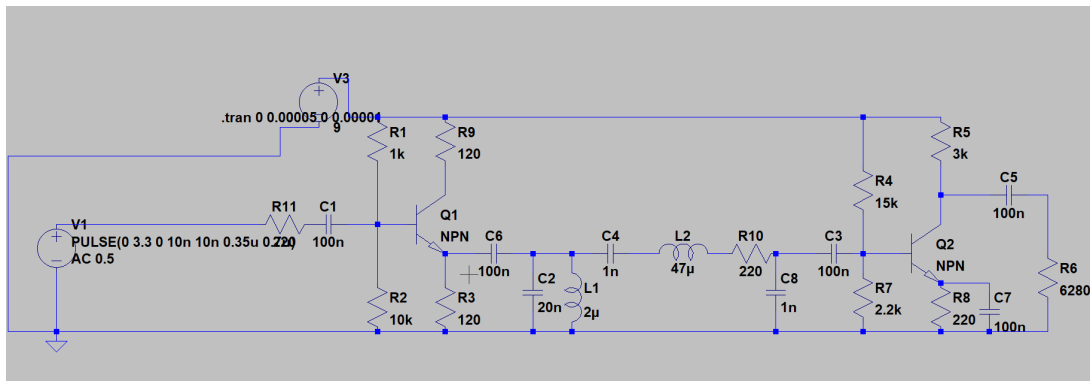 V3
.tran 0 0.00005 0 0.00001
9
R1
1k
R9
120
R5
3k
R4
15k
C5
100n
R11
C1
100n
V1
PULSE(0 3.3 0 10n 10n 0.35u 0.7u)
AC 0.5
Q1
NPN
C6
100n
C4
1n
L2
47µ
R10
220
C3
100n
Q2
NPN
R6
6280
C2
20n
L1
2µ
C8
1n
R2
10k
R3
120
R7
2.2k
R8
220
C7
100n